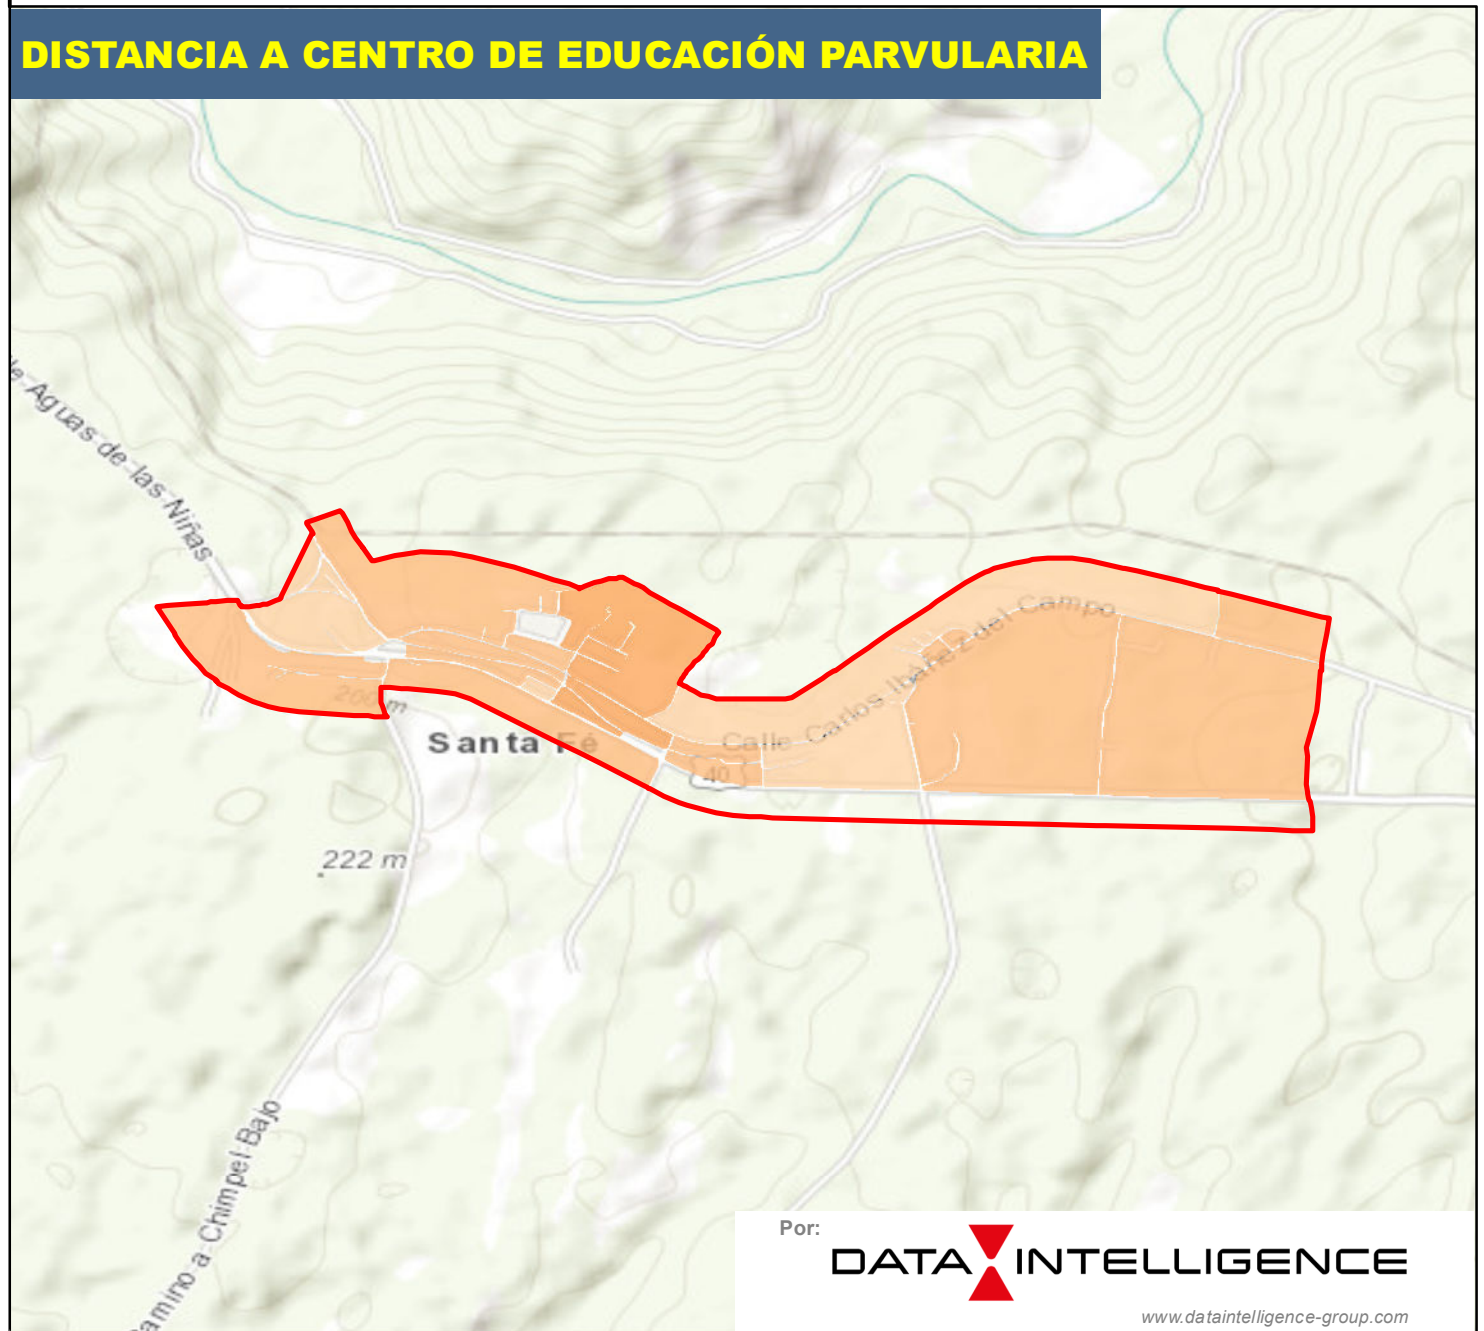 DISTANCIA A CENTRO DE EDUCACIÓN PARVULARIA
Aguas de las Niñas
Calle Carlos Ibáñez del Campo
200 m
Santa Fé
40
222 m
a Chimpel Bajo
Por:
DATA INTELLIGENCE
www.dataintelligence-group.com